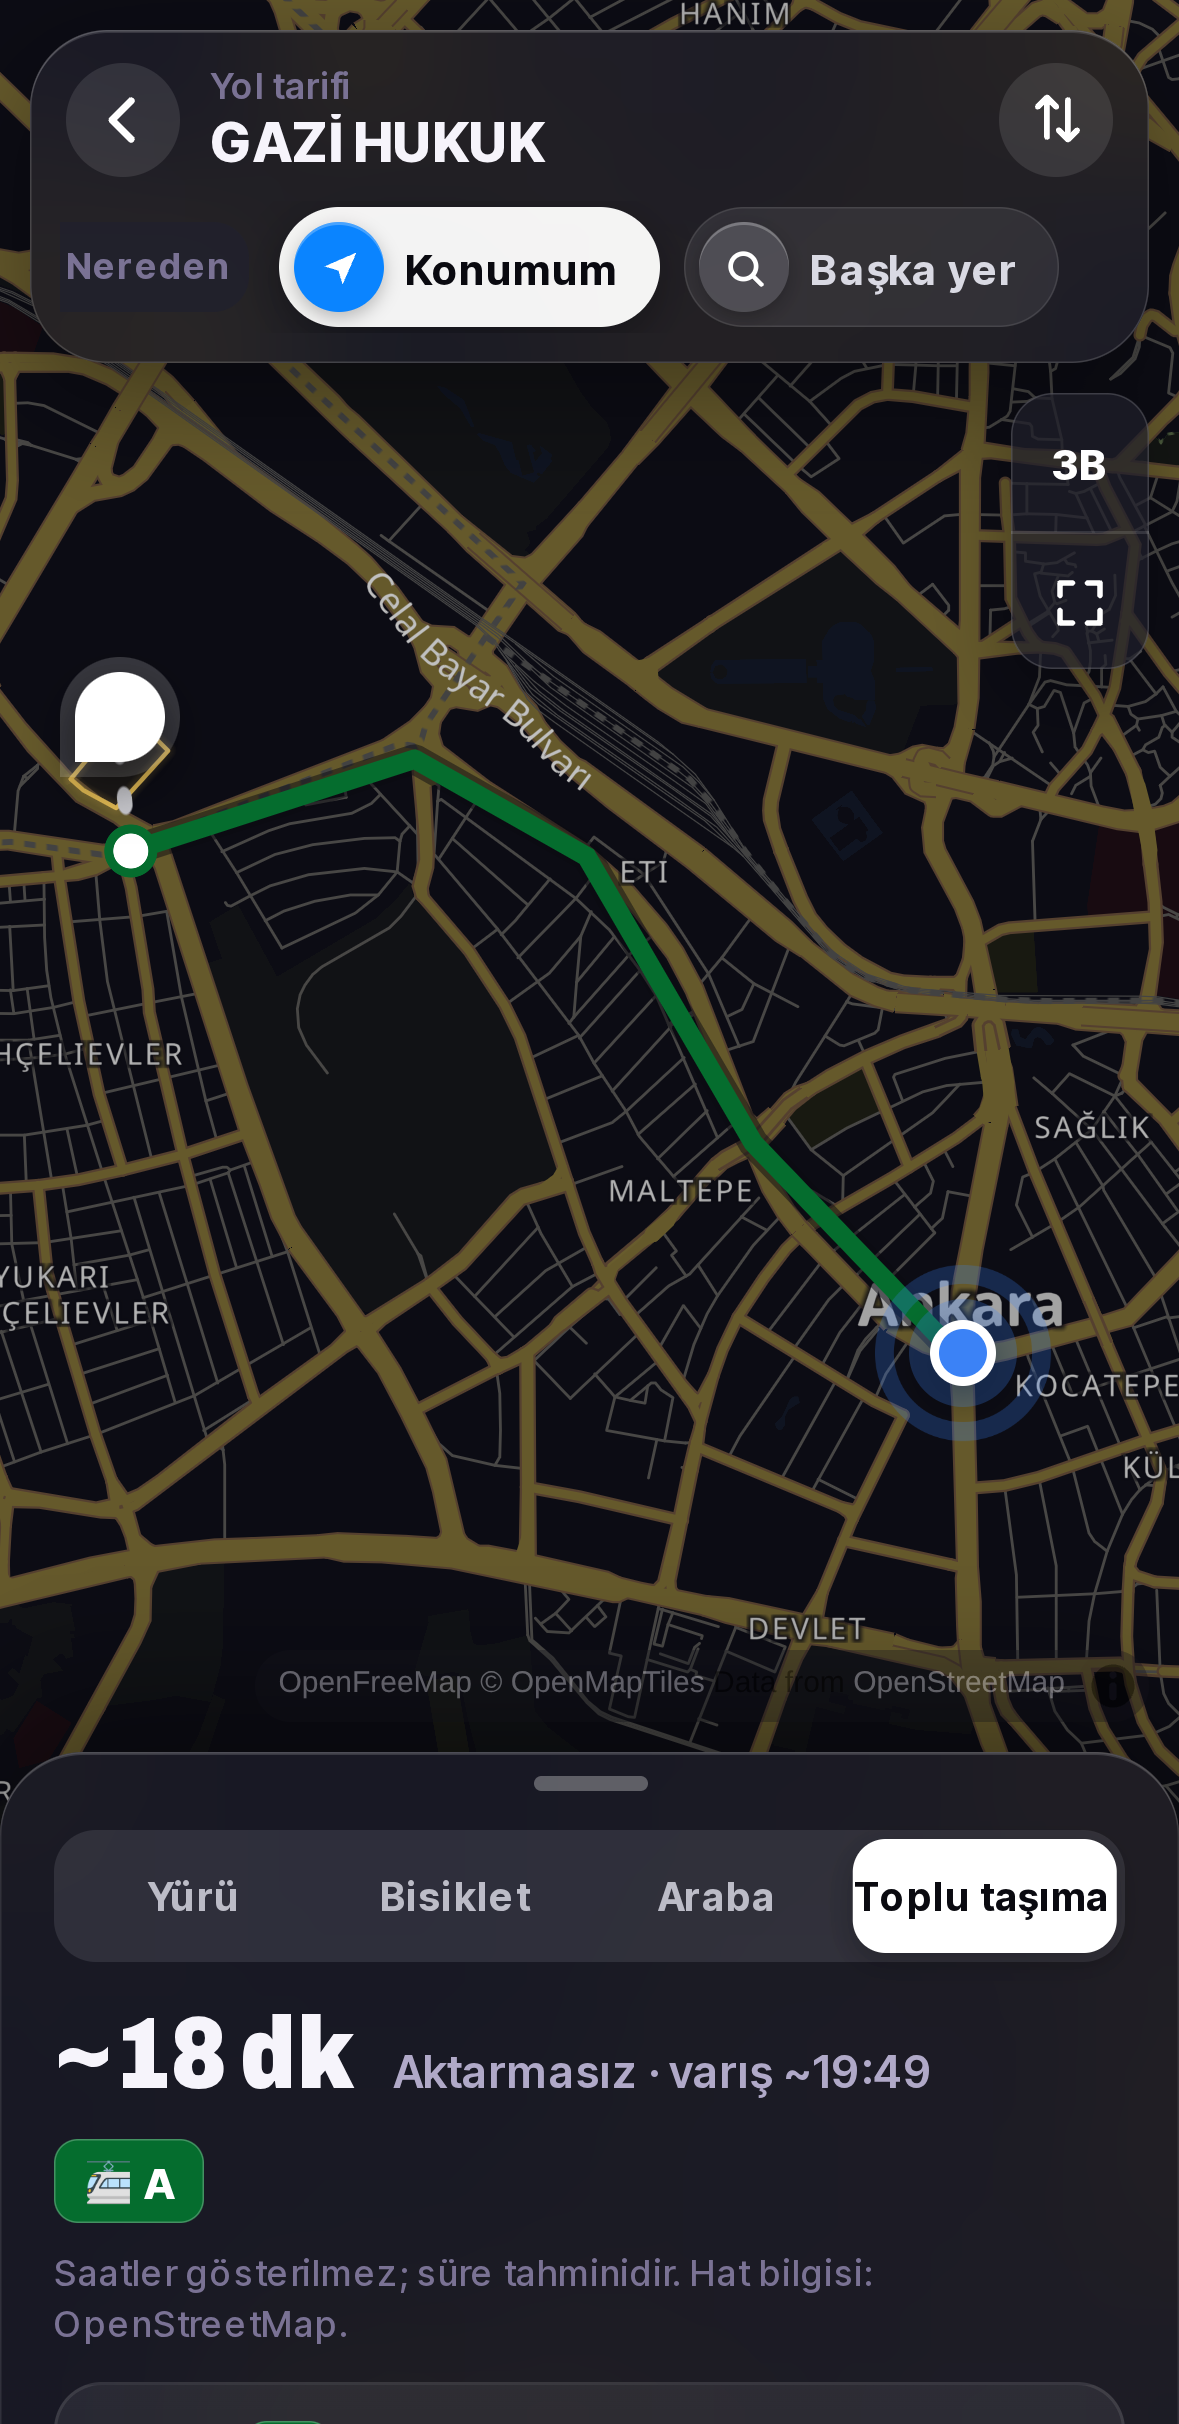 HANIM
Yol tarifi
GAZİ HUKUK
Nereden
Konumum
Başka yer
3B
Celal Bayar Bulvarı
ETI
HÇELIEVLER
SAĞLIK
MALTEPE
YUKARI
ÇELIEVLER
Ankara
KOCATEPE
KÜL
DEVLET
OpenFreeMap © OpenMapTiles Data from OpenStreetMap
R
Yürü
Bisiklet
Araba
Toplu taşıma
~18 dk
Aktarmasız · varış ~19:49
A
Saatler gösterilmez; süre tahminidir. Hat bilgisi:
OpenStreetMap.